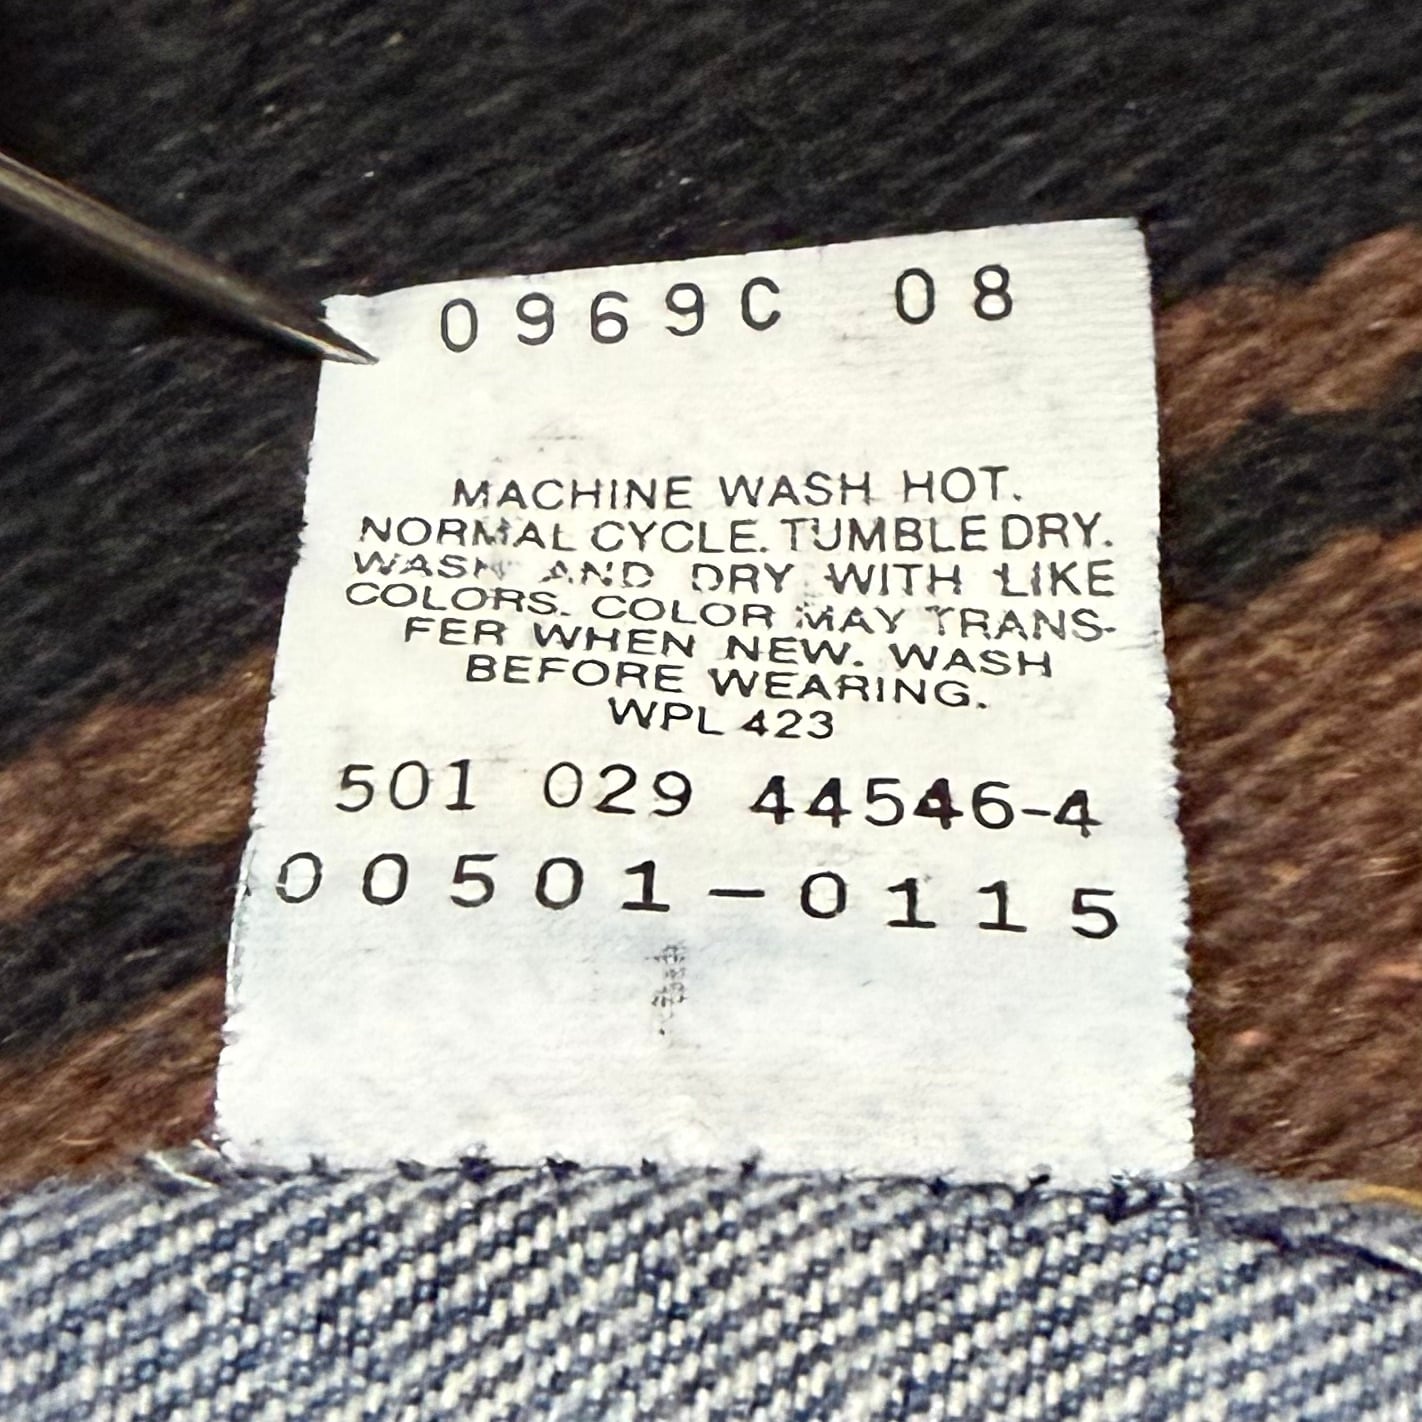 0969C 08
MACHINE WASH HOT.
NORMAL CYCLE. TUMBLE DRY.
WASH AND DRY WITH LIKE
COLORS. COLOR MAY TRANS-
FER WHEN NEW. WASH
BEFORE WEARING.
WPL 423
501 029 44546-4
00501-0115